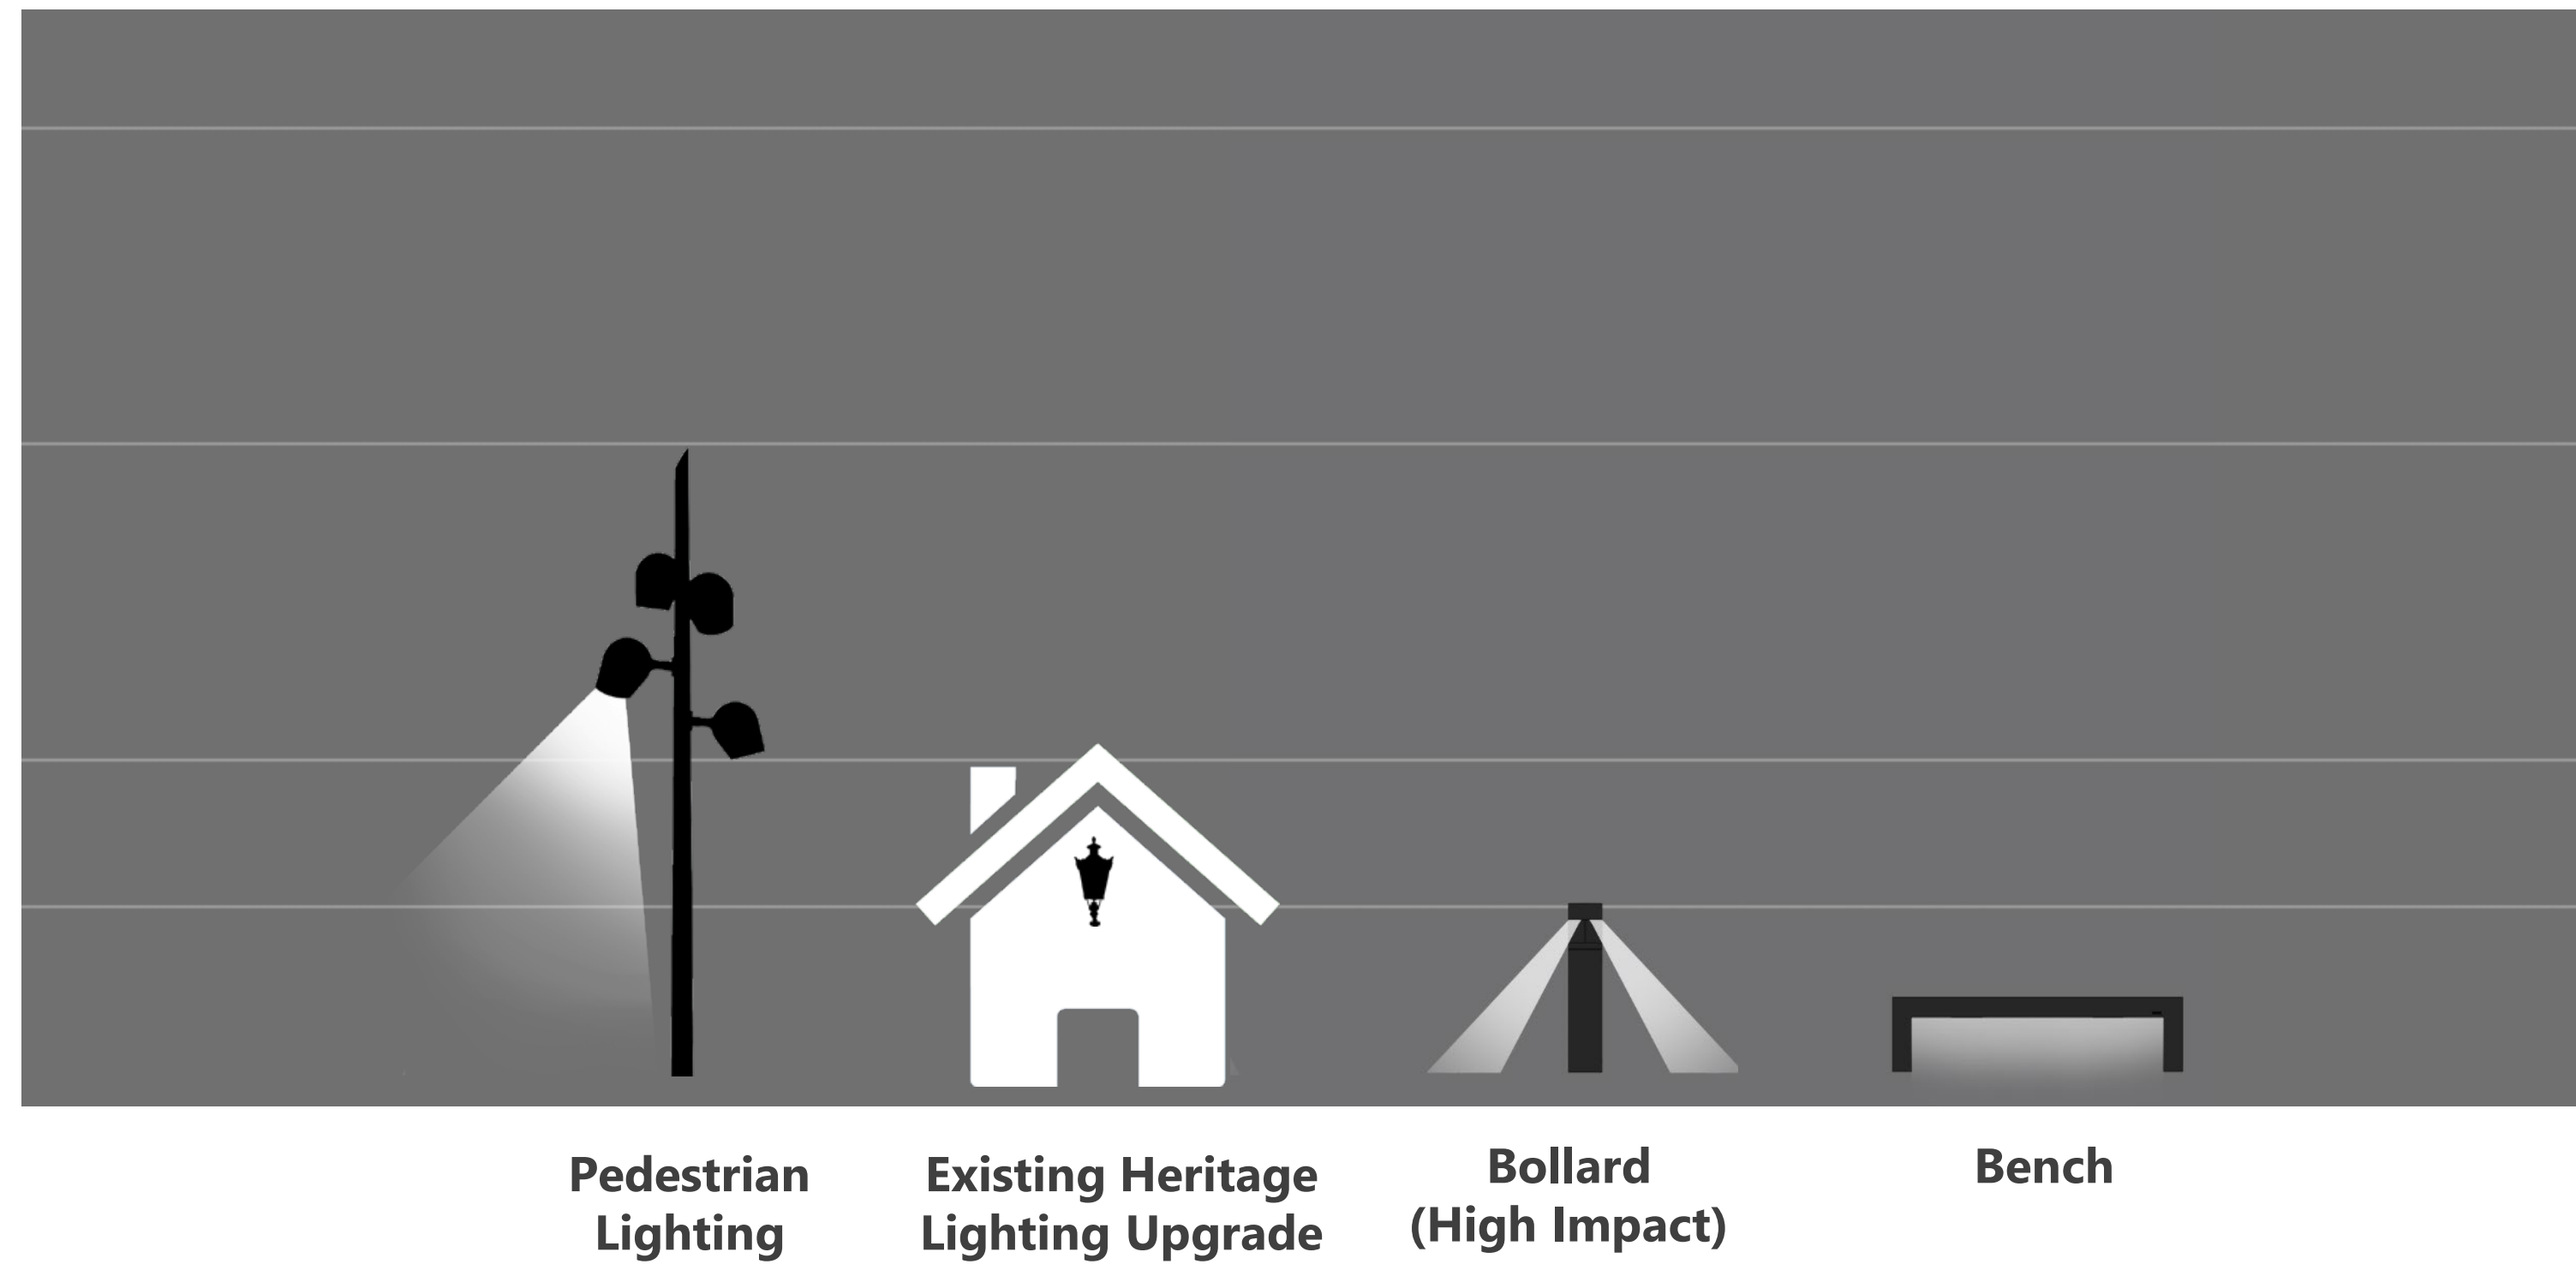 Pedestrian
Lighting
Existing Heritage
Lighting Upgrade
Bollard
(High Impact)
Bench